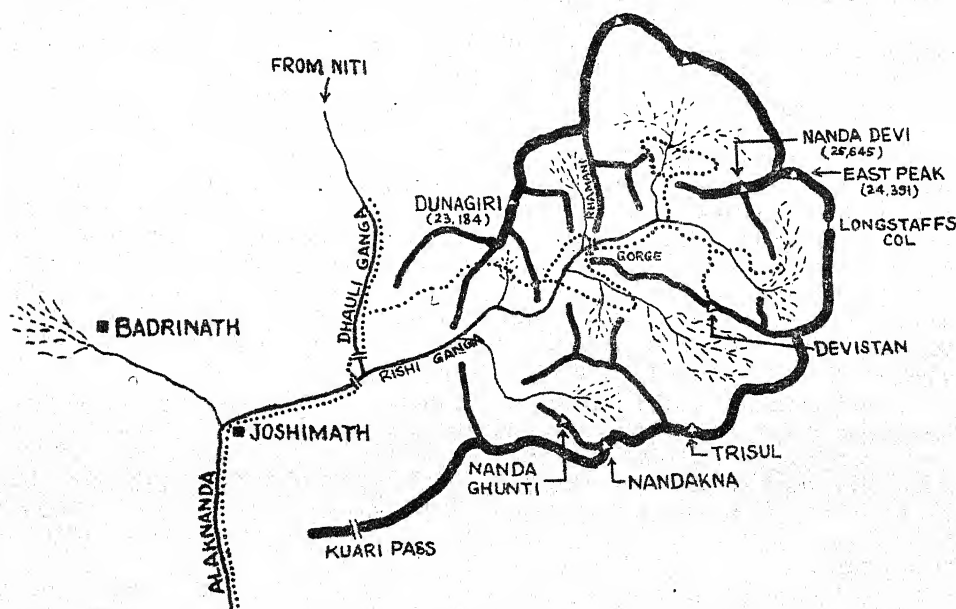 FROM NITI
NANDA DEVI
(25,645)
EAST PEAK
(24,391)
DUNAGIRI
(23,184)
RHAMANI
LONGSTAFFS
COL
GORGE
DHAULI GANGA
BADRINATH
DEVISTAN
RISHI GANGA
JOSHIMATH
TRISUL
NANDA
GHUNTI
NANDAKNA
ALAKNANDA
KUARI PASS